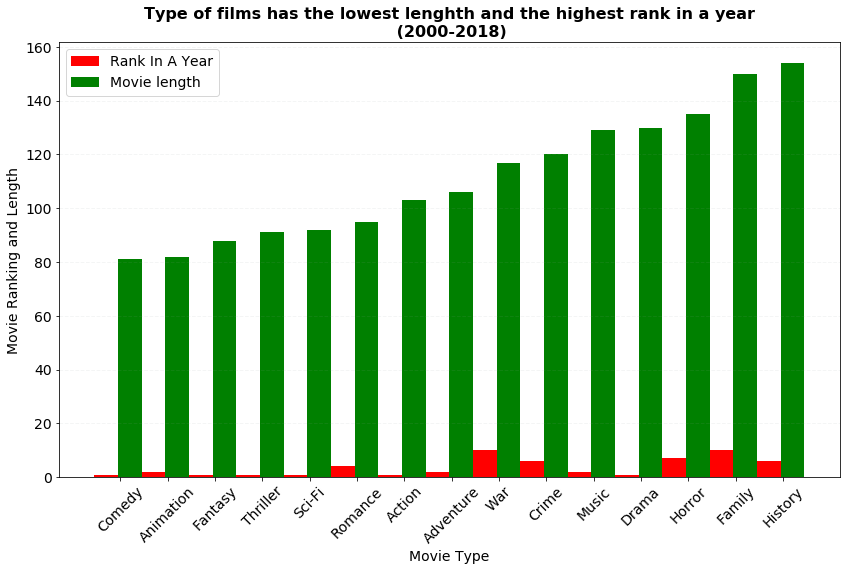 Type of films has the lowest lenghth and the highest rank in a year
(2000-2018)
Rank In A Year
Movie length
Movie Ranking and Length
160
140
120
100
80
60
40
20
0
Comedy
Animation
Fantasy
Thriller
Sci-Fi
Romance
Action
Adventure
War
Crime
Music
Drama
Horror
Family
History
Movie Type